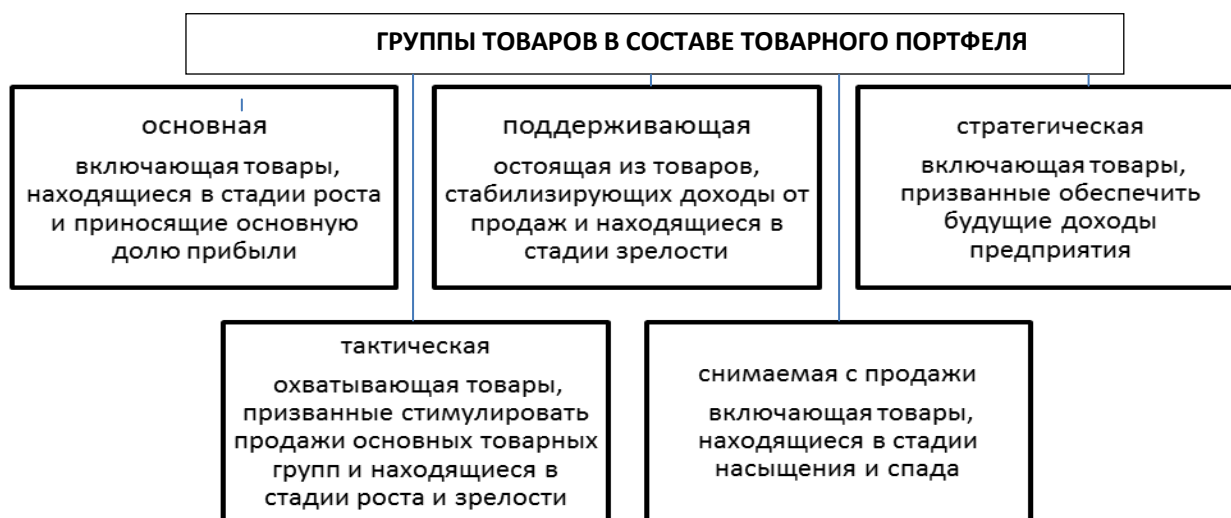 ГРУППЫ ТОВАРОВ В СОСТАВЕ ТОВАРНОГО ПОРТФЕЛЯ
основная
включающая товары,
находящиеся в стадии роста
и приносящие основную
долю прибыли
поддерживающая
остоящая из товаров,
стабилизирующих доходы от
продаж и находящиеся в
стадии зрелости
стратегическая
включающая товары,
призванные обеспечить
будущие доходы
предприятия
тактическая
охватывающая товары,
призванные стимулировать
продажи основных товарных
групп и находящиеся в
стадии роста и зрелости
снимаемая с продажи
включающая товары,
находящиеся в стадии
насыщения и спада